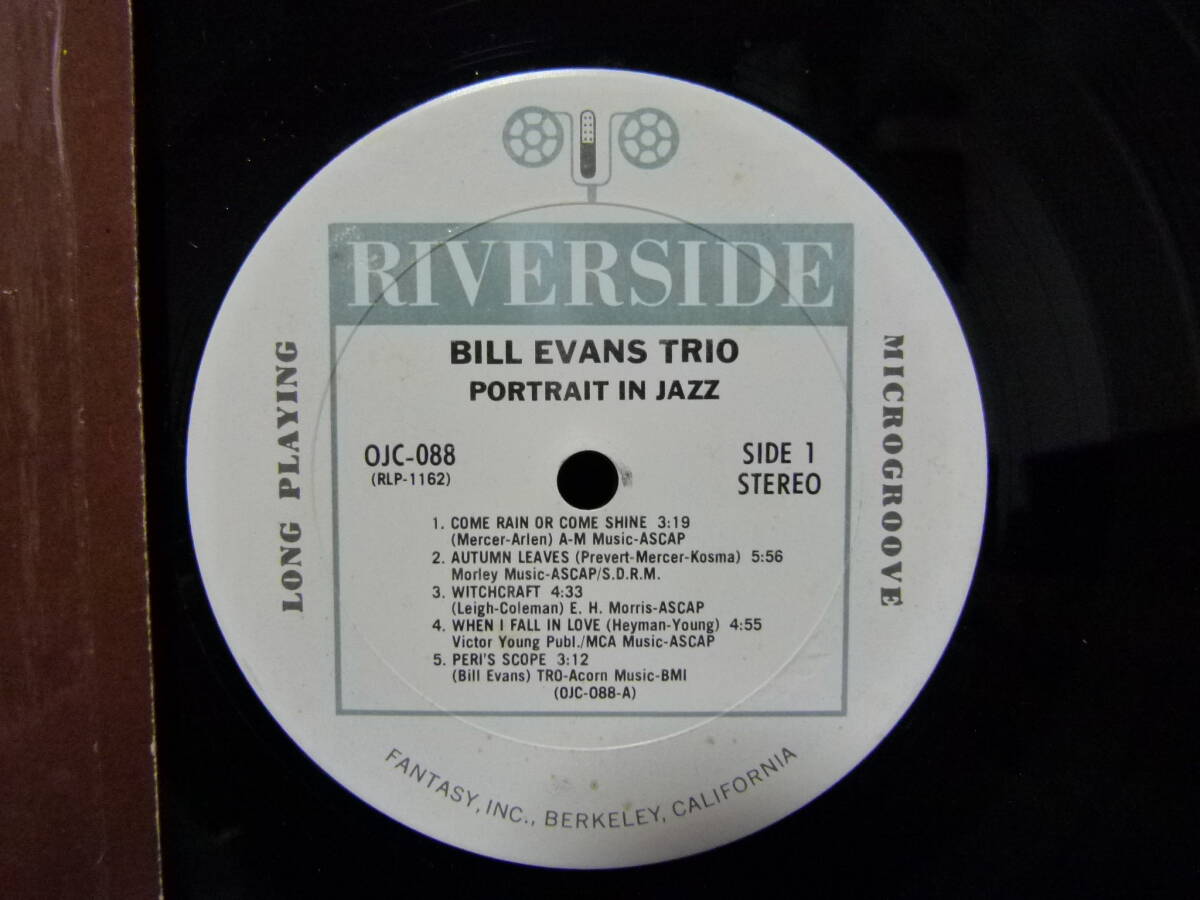 RIVERSIDE
BILL EVANS TRIO
PORTRAIT IN JAZZ
LONG PLAYING
MICROGROOVE
OJC-088
(RLP-1162)
SIDE 1
STEREO
1. COME RAIN OR COME SHINE 3:19
(Mercer-Arlen) A-M Music-ASCAP
2. AUTUMN LEAVES (Prevert-Mercer-Kosma) 5:56
Morley Music-ASCAP/S.D.R.M.
3. WITCHCRAFT 4:33
(Leigh-Coleman) E. H. Morris-ASCAP
4. WHEN I FALL IN LOVE (Heyman-Young) 4:55
Victor Young Publ./MCA Music-ASCAP
5. PERI'S SCOPE 3:12
(Bill Evans) TRO-Acorn Music-BMI
(OJC-088-A)
FANTASY, INC., BERKELEY, CALIFORNIA